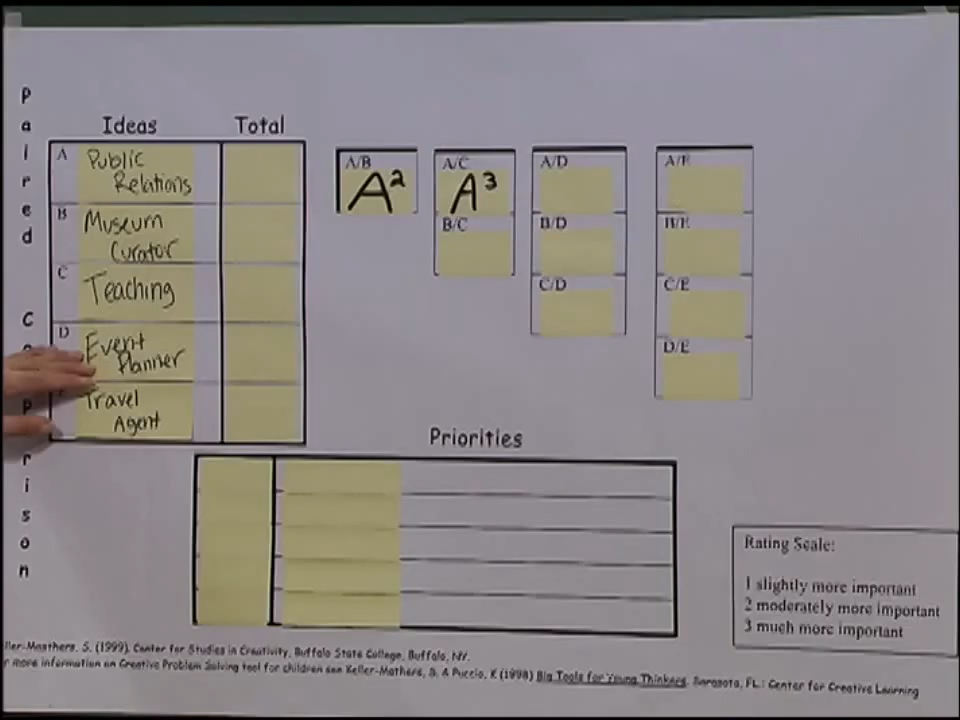 Paired Comparison
Ideas Total
A Public
Relations
B Museum
Curator
C Teaching
D Event
Planner
Travel
Agent
A/B
A²
A/C
A³
B/C
A/D
B/D
C/D
A/E
B/E
C/E
D/E
Priorities
Rating Scale:
1 slightly more important
2 moderately more important
3 much more important
S. (1999). Center for Studies in Creativity, Buffalo State College, Buffalo, NY.
more information on Creative Problem Solving tool for children see Keller-Mathers, S. & Puccio, K (1998) Big Tools for Young Thinkers. Sarasota, FL.: Center for Creative Learning